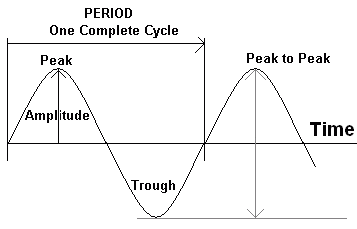 PERIOD
One Complete Cycle
Peak
Peak to Peak
Amplitude
Time
Trough